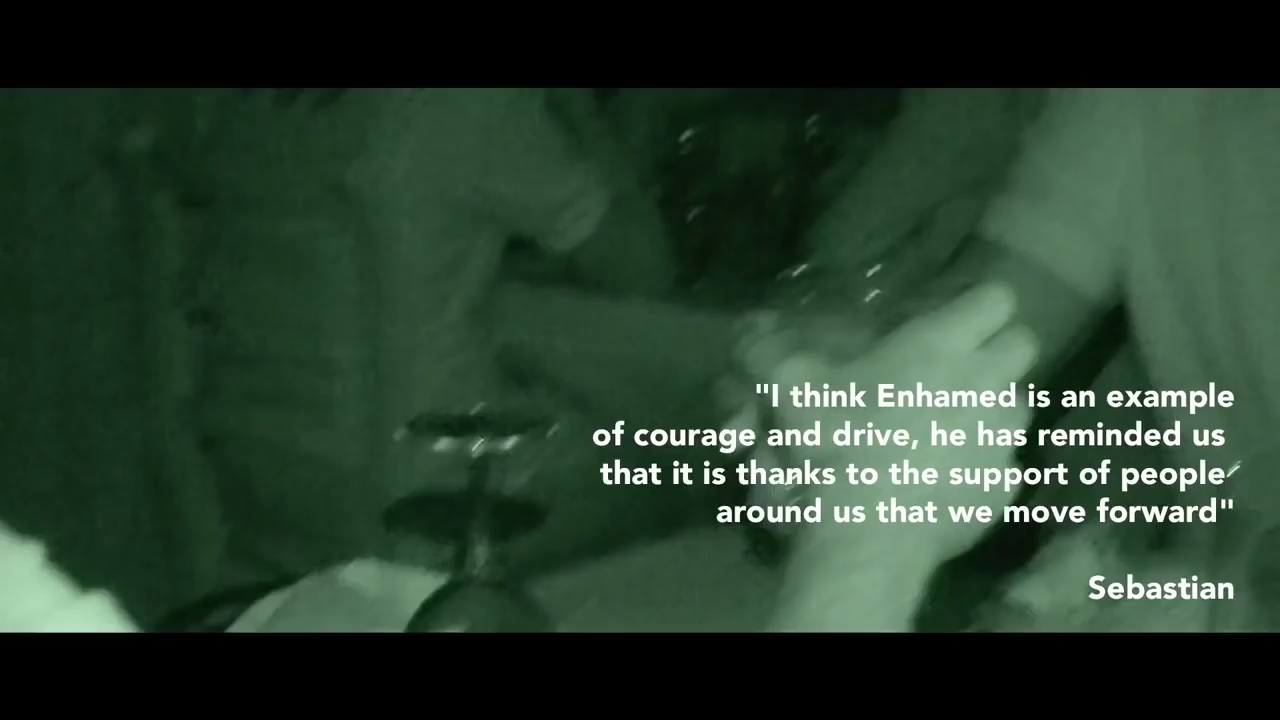 "I think Enhamed is an example
of courage and drive, he has reminded us
that it is thanks to the support of people
around us that we move forward"
Sebastian